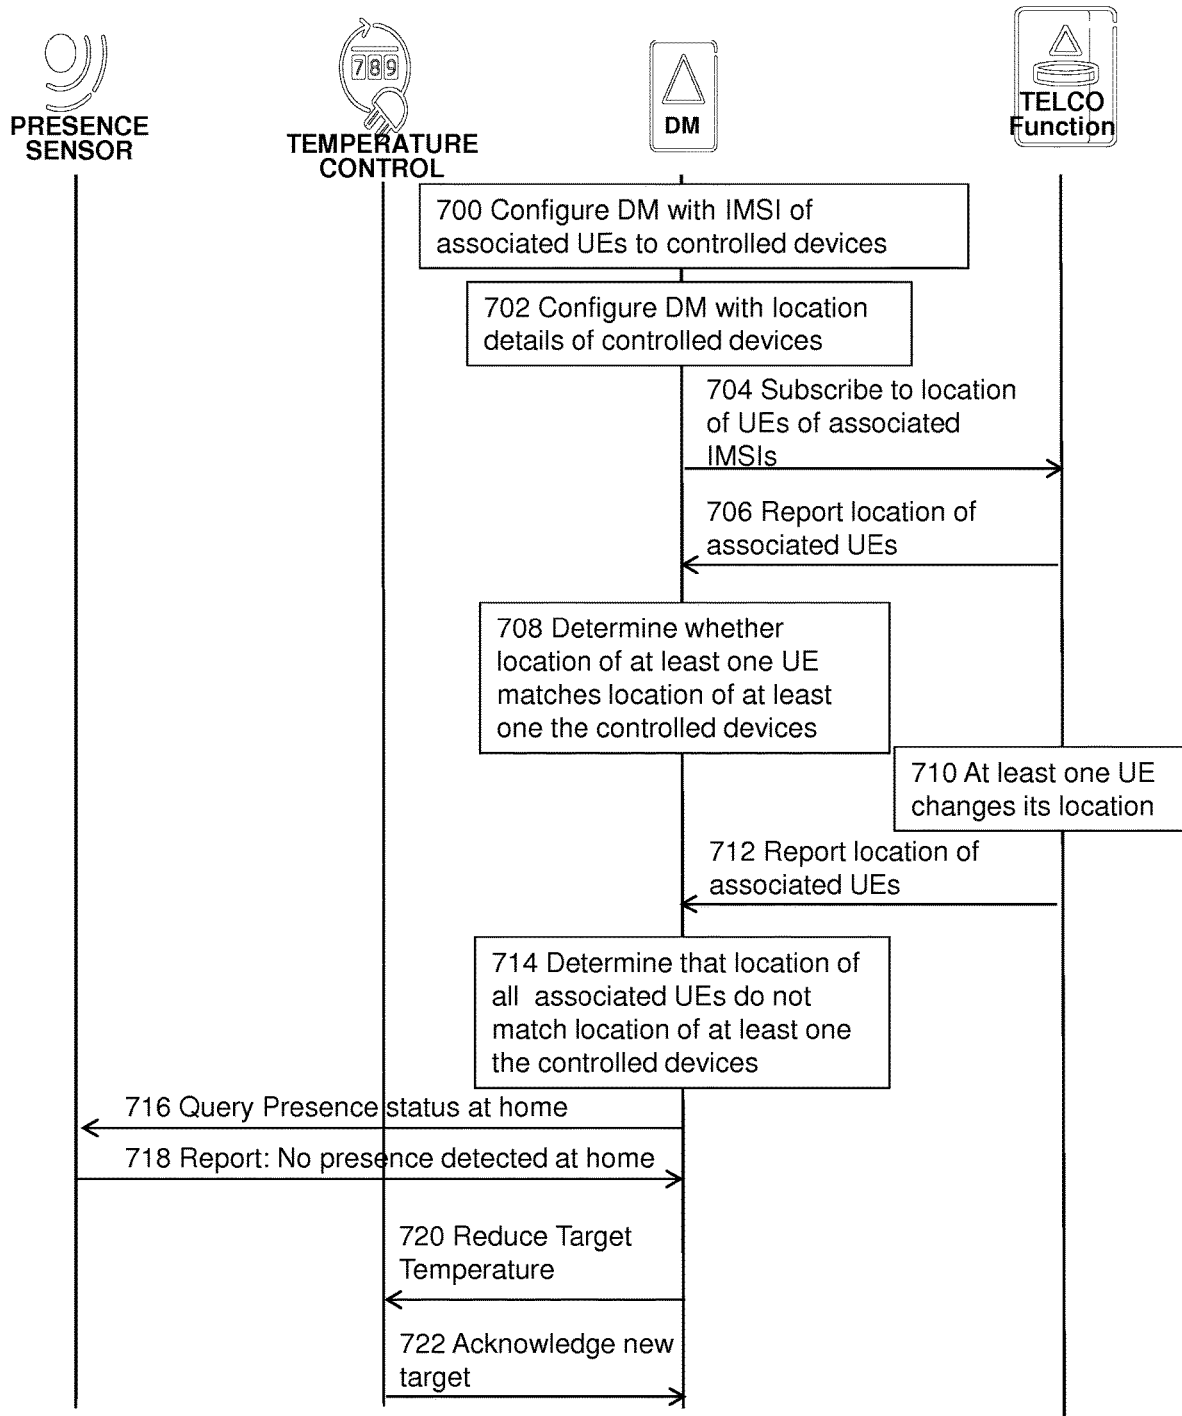 PRESENCE
SENSOR
789
TEMPERATURE
CONTROL
DM
TELCO
Function
700 Configure DM with IMSI of
associated UEs to controlled devices
702 Configure DM with location
details of controlled devices
704 Subscribe to location
of UEs of associated
IMSIs
706 Report location of
associated UEs
708 Determine whether
location of at least one UE
matches location of at least
one the controlled devices
710 At least one UE
changes its location
712 Report location of
associated UEs
714 Determine that location of
all associated UEs do not
match location of at least one
the controlled devices
716 Query Presence status at home
718 Report: No presence detected at home
720 Reduce Target
Temperature
722 Acknowledge new
target